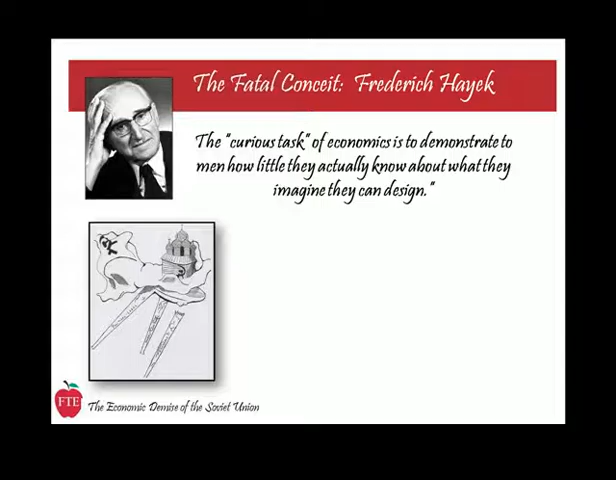 The Fatal Conceit: Frederich Hayek
The "curious task" of economics is to demonstrate to
men how little they actually know about what they
imagine they can design."
FTE
The Economic Demise of the Soviet Union